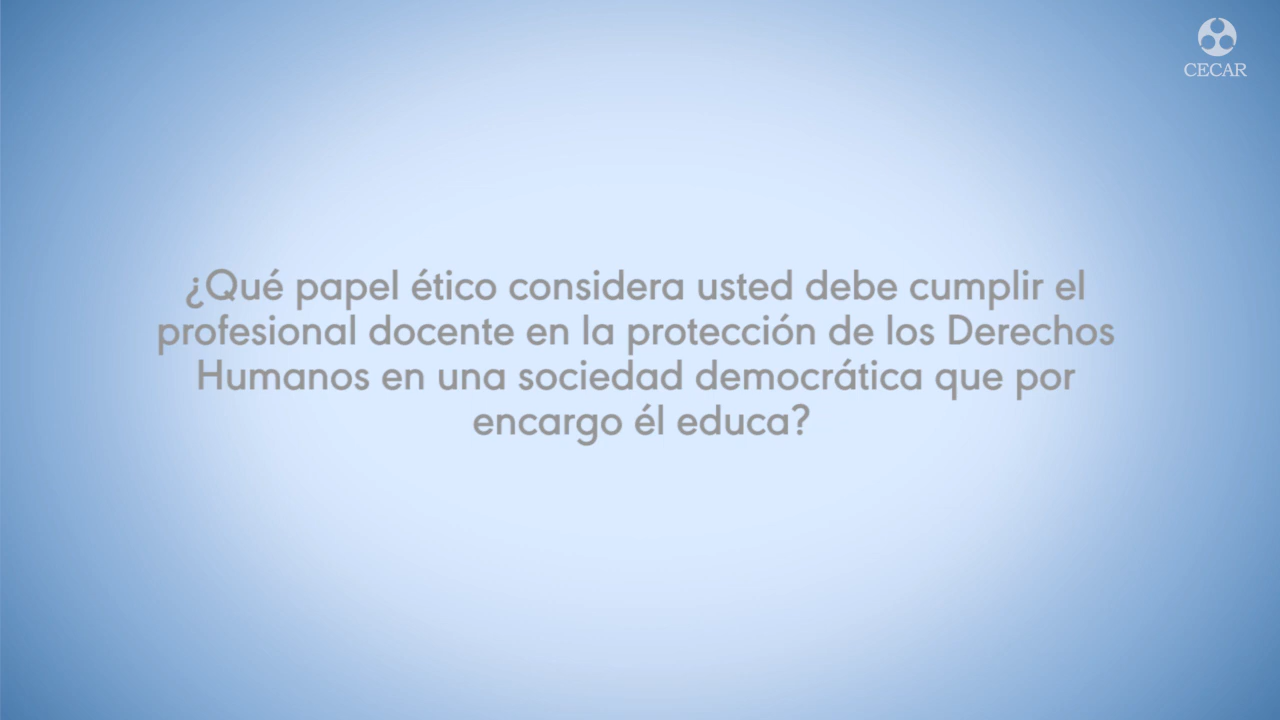 CECAR
¿Qué papel ético considera usted debe cumplir el
profesional docente en la protección de los Derechos
Humanos en una sociedad democrática que por
encargo él educa?